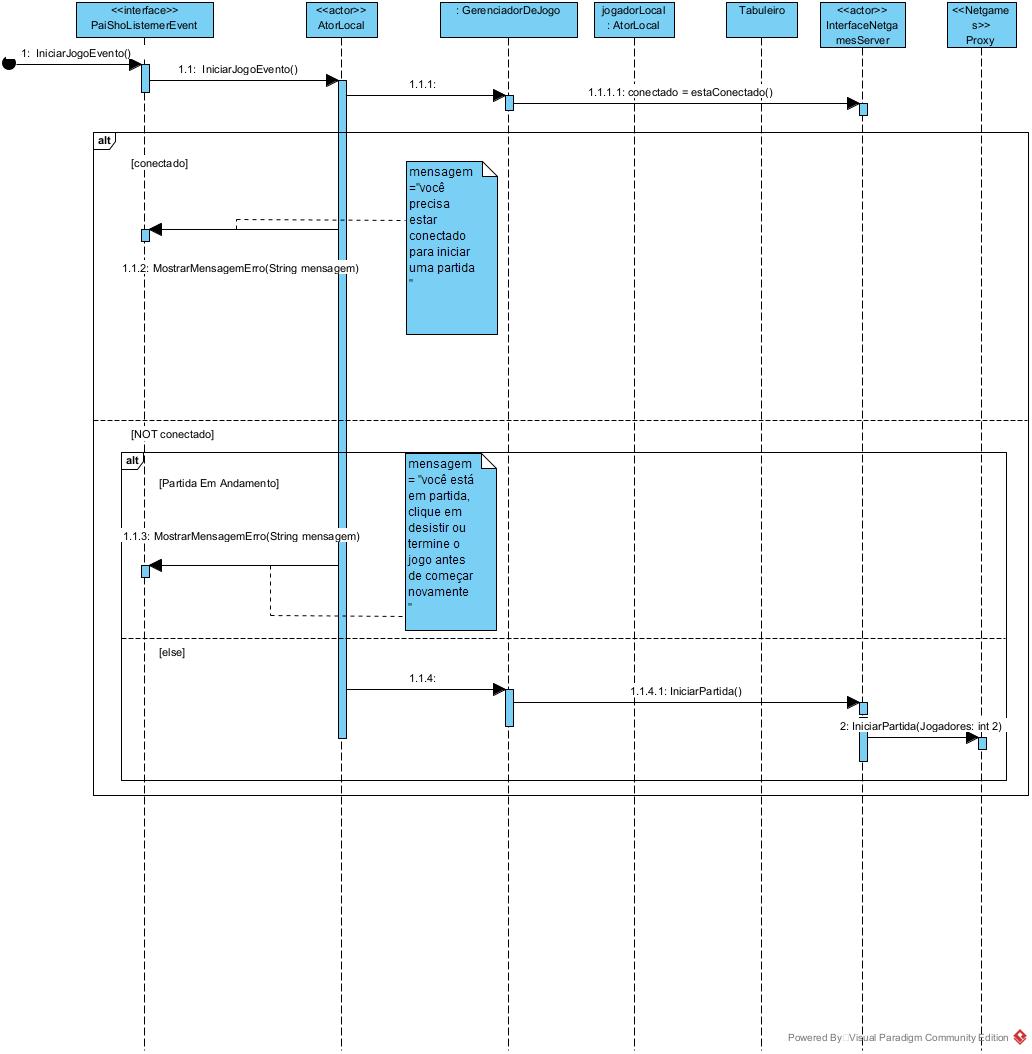 <<interface>>
PaiShoListemerEvent
<<actor>>
AtorLocal
: GerenciadorDeJogo
jogadorLocal
: AtorLocal
Tabuleiro
<<actor>>
InterfaceNetga
mesServer
<<Netgame
s>>
Proxy
1: IniciarJogoEvento()
1.1: IniciarJogoEvento()
1.1.1:
1.1.1.1: conectado = estaConectado()
alt
[conectado]
mensagem
="você
precisa
estar
conectado
para iniciar
uma partida
"
1.1.2: MostrarMensagemErro(String mensagem)
[NOT conectado]
alt
[Partida Em Andamento]
mensagem
= "você está
em partida,
clique em
desistir ou
termine o
jogo antes
de começar
novamente
"
1.1.3: MostrarMensagemErro(String mensagem)
[else]
1.1.4:
1.1.4.1: IniciarPartida()
2: IniciarPartida(Jogadores: int 2)
Powered By Visual Paradigm Community Edition